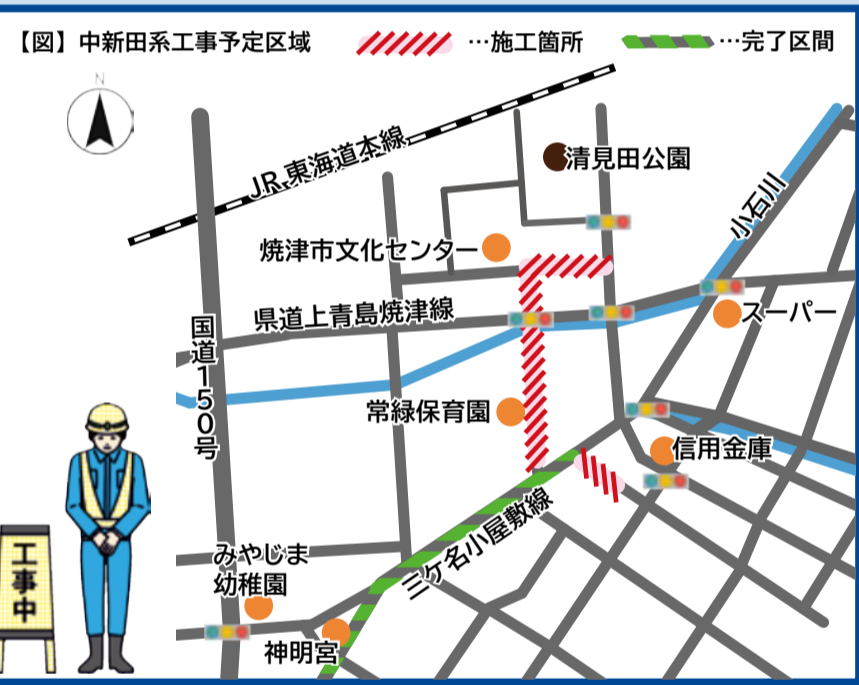 【図】中新田系工事予定区域
…施工箇所
…完了区間
N
JR 東海道本線
清見田公園
小石川
焼津市文化センター
県道上青島焼津線
スーパー
国道150号
常緑保育園
信用金庫
三ケ名小屋敷線
みやじま
幼稚園
神明宮
工事中